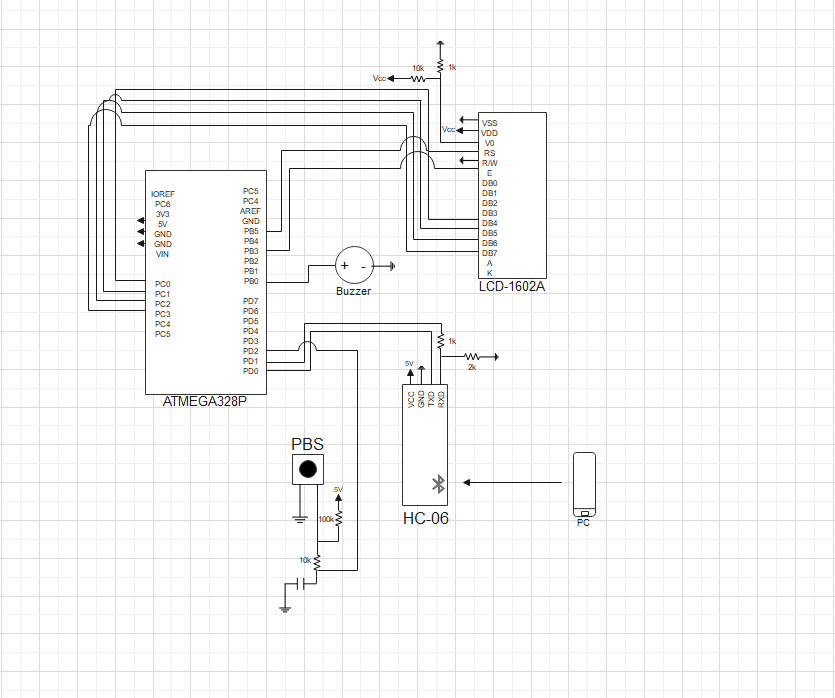 10k
1k
Vcc
Vcc
VSS
VDD
V0
RS
R/W
E
DB0
DB1
DB2
DB3
DB4
DB5
DB6
DB7
A
K
LCD-1602A
IOREF
PC6
3V3
5V
GND
GND
VIN
PC0
PC1
PC2
PC3
PC4
PC5
PC5
PC4
AREF
GND
PB5
PB4
PB3
PB2
PB1
PB0
PD7
PD6
PD5
PD4
PD3
PD2
PD1
PD0
ATMEGA328P
+ -
Buzzer
1k
2k
5V
VCC
GND
TXD
RXD
HC-06
PC
PBS
5V
100k
10k